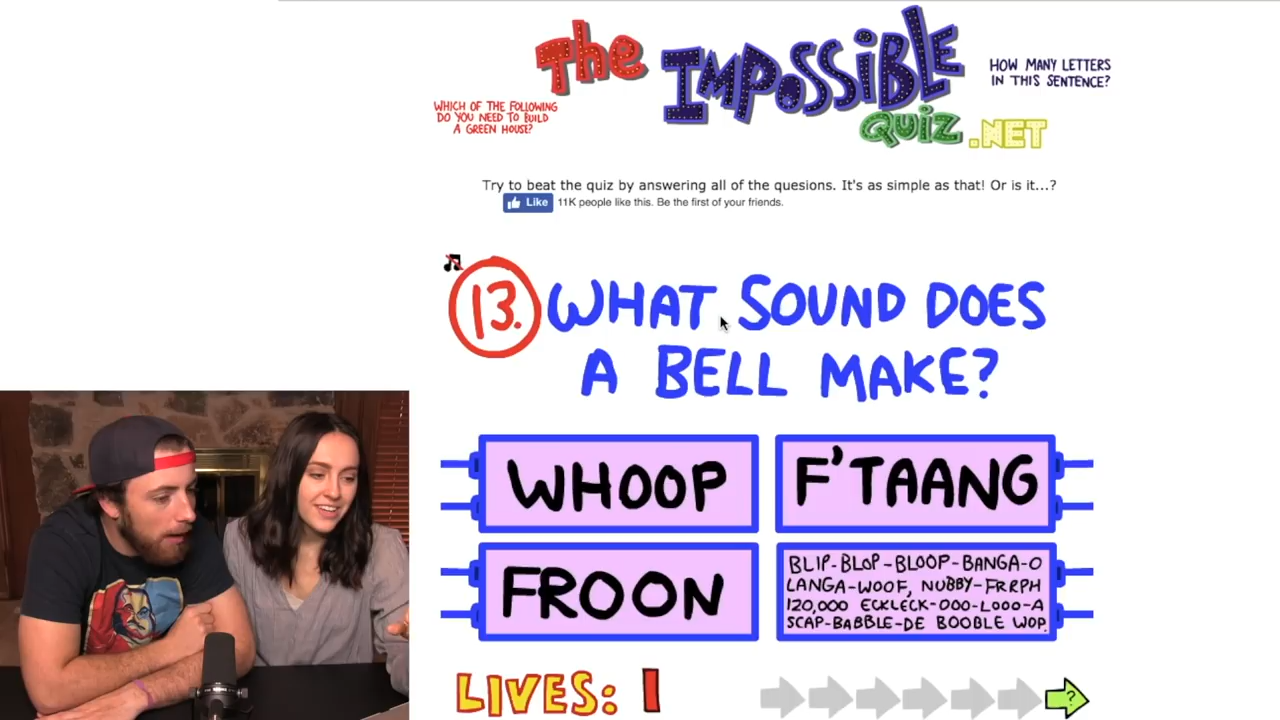 The IMPOSSIBLE
QUIZ .NET
WHICH OF THE FOLLOWING
DO YOU NEED TO BUILD
A GREEN HOUSE?
HOW MANY LETTERS
IN THIS SENTENCE?
Try to beat the quiz by answering all of the quesions. It's as simple as that! Or is it...?
Like 11K people like this. Be the first of your friends.
13. WHAT SOUND DOES
A BELL MAKE?
WHOOP
F'TAANG
FROON
BLIP-BLOP-BLOOP-BANGA-O
LANGA-WOOF, NUBBY-FRRPH
120,000 ECKLECK-OOO-LOOO-A
SCAP-BABBLE-DE BOOBLE WOP.
LIVES: 1
?